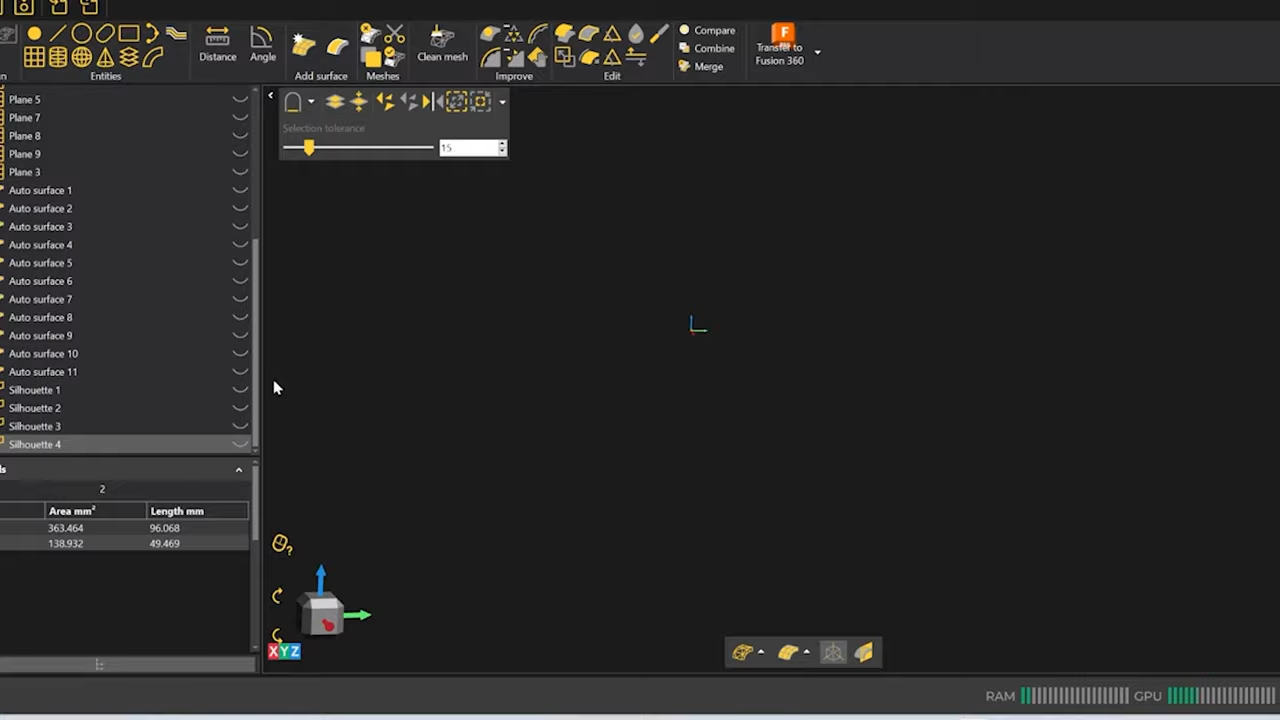 Entities
Distance
Angle
Add surface
Meshes
Clean mesh
Improve
Edit
Compare
Combine
Merge
F
Transfer to
Fusion 360
Plane 5
Plane 7
Plane 8
Plane 9
Plane 3
Auto surface 1
Auto surface 2
Auto surface 3
Auto surface 4
Auto surface 5
Auto surface 6
Auto surface 7
Auto surface 8
Auto surface 9
Auto surface 10
Auto surface 11
Silhouette 1
Silhouette 2
Silhouette 3
Silhouette 4
2
Area mm² Length mm
363.464 96.068
138.932 49.469
Selection tolerance
15
?
XYZ
RAM GPU